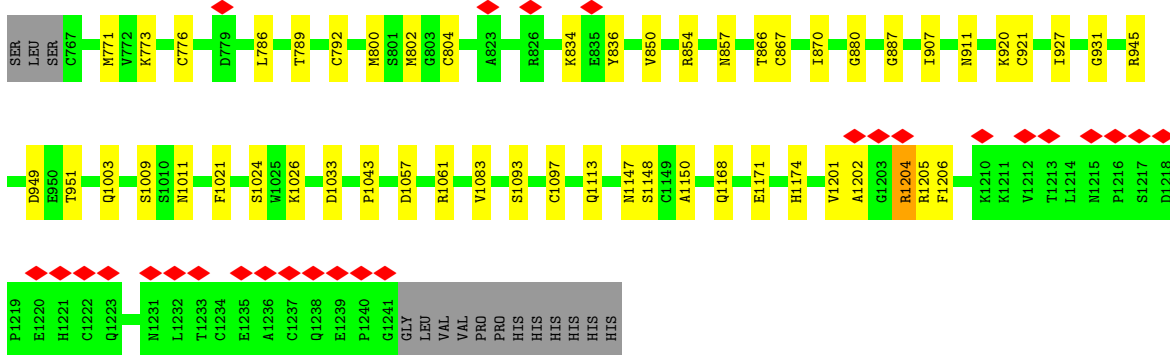 SER LEU SER C767 M771 V772 K773 C776 D779 L786 T789 C792 M800 S801 M802 G803 C804 A823 R826 K834 E835 Y836 V850 R854 N857 T866 C867 I870 G880 G887 I907 N911 K920 C921 I927 G931 R945
D949 E950 T951 Q1003 S1009 S1010 N1011 F1021 S1024 W1025 K1026 D1033 P1043 D1057 R1061 V1083 S1093 C1097 Q1113 N1147 S1148 C1149 A1150 Q1168 E1171 H1174 V1201 A1202 G1203 R1204 R1205 F1206 K1210 K1211 V1212 T1213 L1214 N1215 P1216 S1217 D1218
P1219 E1220 H1221 C1222 Q1223 N1231 L1232 T1233 C1234 E1235 A1236 C1237 Q1238 E1239 P1240 G1241 GLY LEU VAL VAL PRO PRO HIS HIS HIS HIS HIS HIS